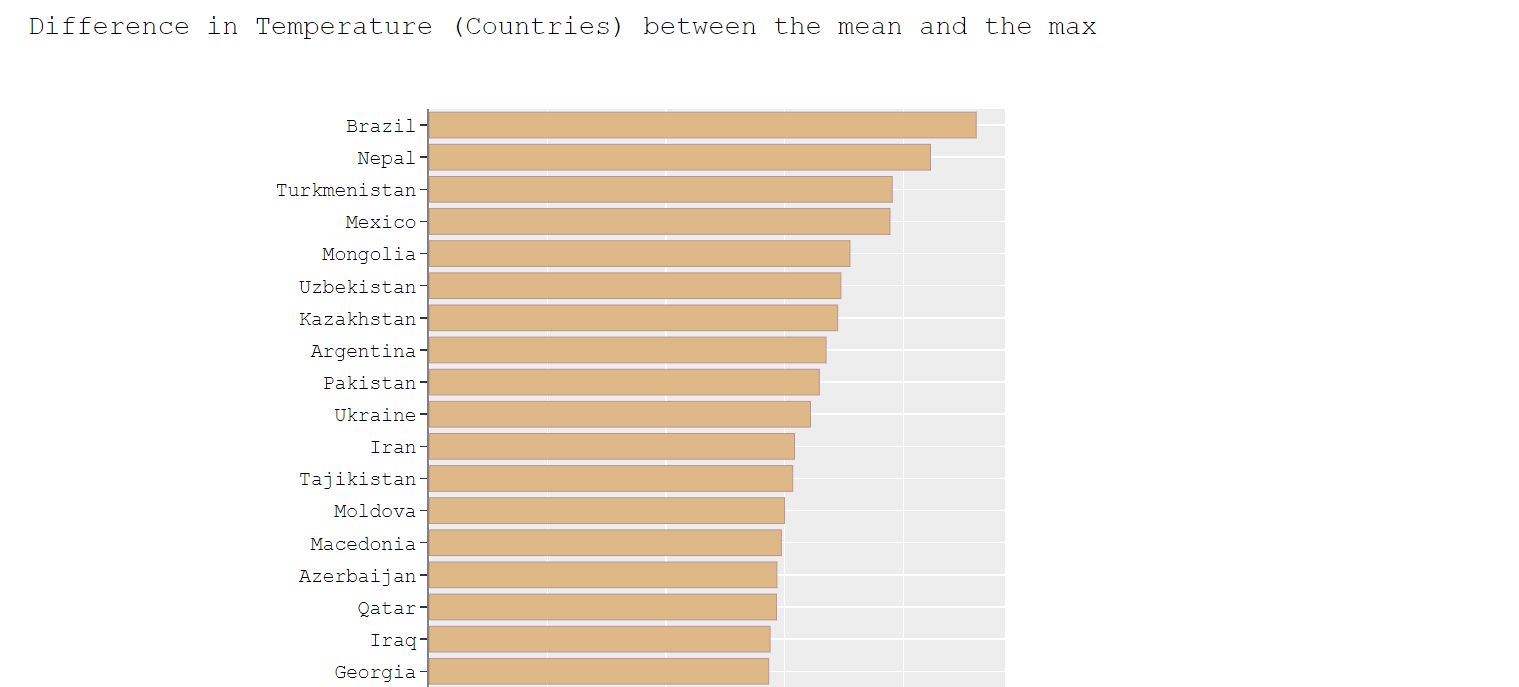 Difference in Temperature (Countries) between the mean and the max
Brazil
Nepal
Turkmenistan
Mexico
Mongolia
Uzbekistan
Kazakhstan
Argentina
Pakistan
Ukraine
Iran
Tajikistan
Moldova
Macedonia
Azerbaijan
Qatar
Iraq
Georgia